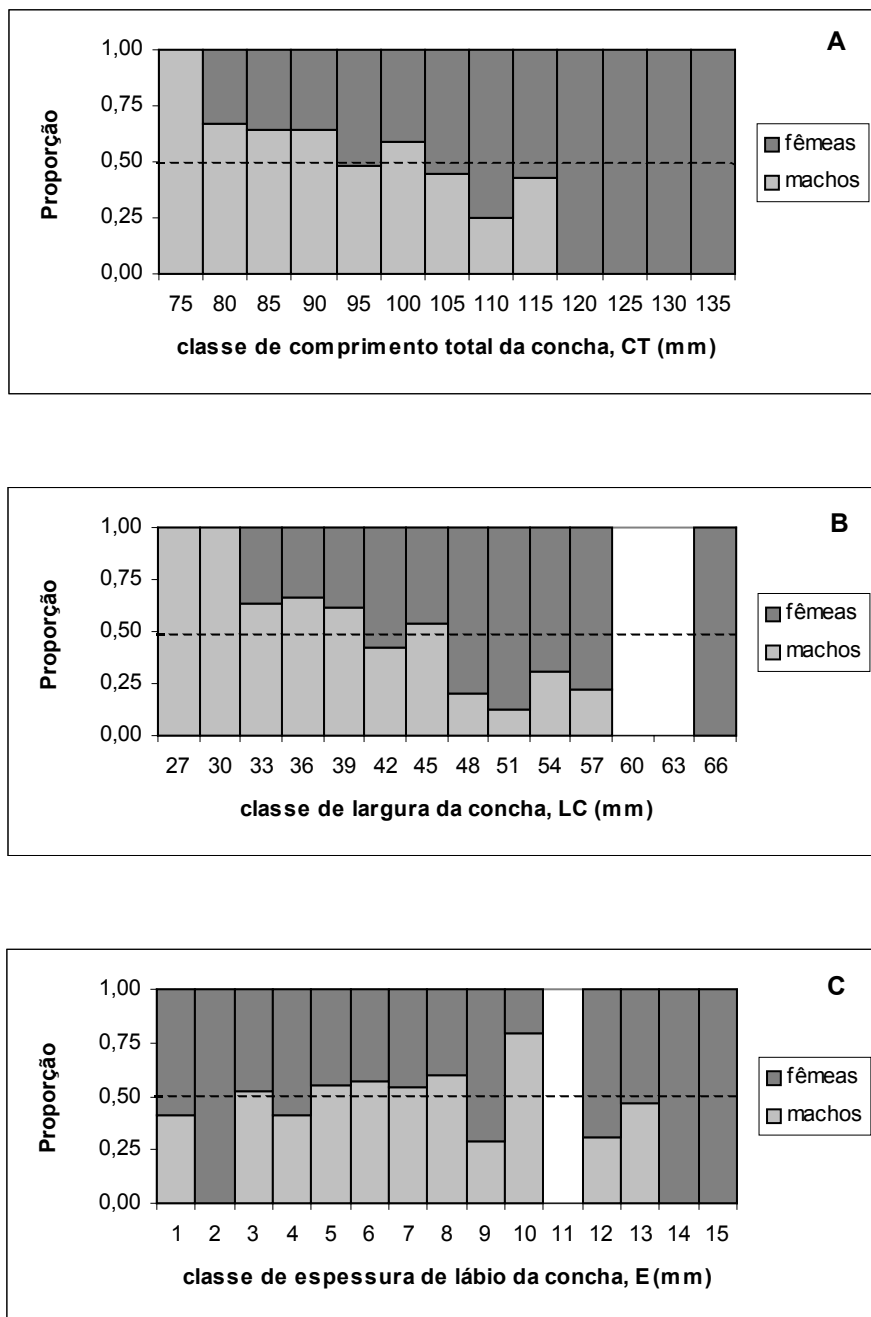 A
1,00
0,75
0,50
0,25
0,00
Proporção
fêmeas
machos
75 80 85 90 95 100 105 110 115 120 125 130 135
classe de comprimento total da concha, CT (mm)
B
1,00
0,75
0,50
0,25
0,00
Proporção
fêmeas
machos
27 30 33 36 39 42 45 48 51 54 57 60 63 66
classe de largura da concha, LC (mm)
C
1,00
0,75
0,50
0,25
0,00
Proporção
fêmeas
machos
1 2 3 4 5 6 7 8 9 10 11 12 13 14 15
classe de espessura de lábio da concha, E (mm)